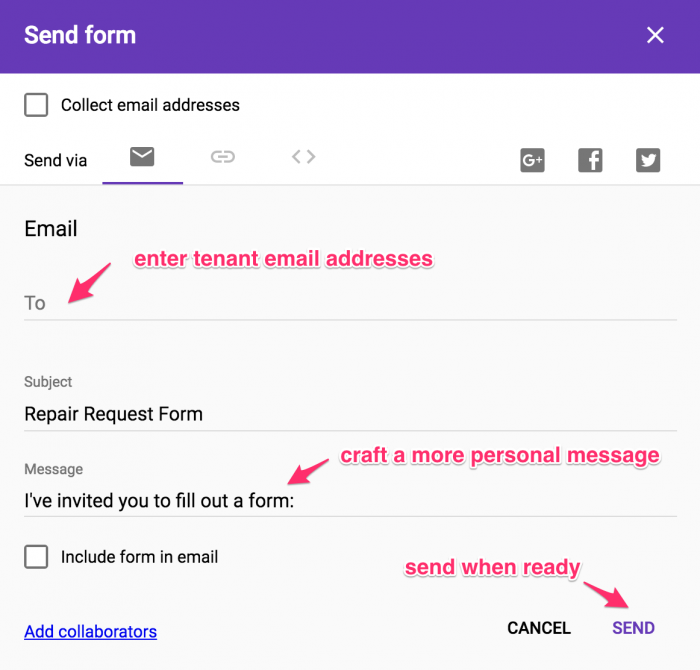 Send form
Collect email addresses
Send via
G+
Email
enter tenant email addresses
To
Subject
Repair Request Form
craft a more personal message
Message
I've invited you to fill out a form:
Include form in email
send when ready
Add collaborators CANCEL SEND